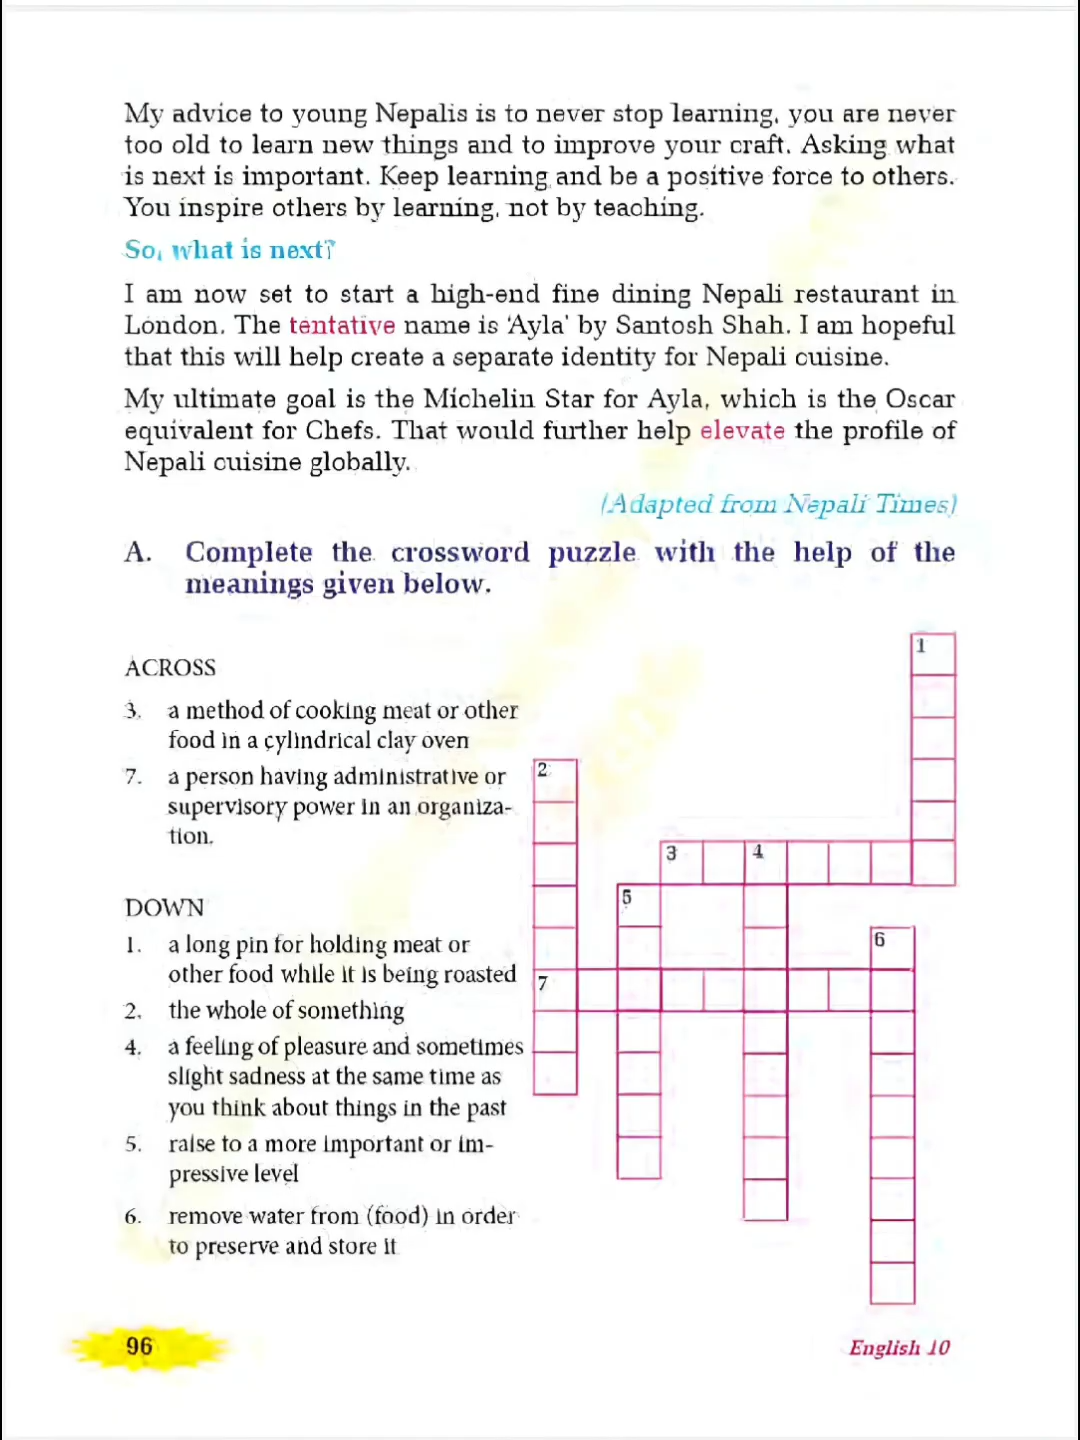 My advice to young Nepalis is to never stop learning, you are never
too old to learn new things and to improve your craft. Asking what
is next is important. Keep learning and be a positive force to others.
You inspire others by learning, not by teaching.
So, what is next?
I am now set to start a high-end fine dining Nepali restaurant in
London. The tentative name is ‘Ayla’ by Santosh Shah. I am hopeful
that this will help create a separate identity for Nepali cuisine.
My ultimate goal is the Michelin Star for Ayla, which is the Oscar
equivalent for Chefs. That would further help elevate the profile of
Nepali cuisine globally.
(Adapted from Nepali Times)
A. Complete the crossword puzzle with the help of the
meanings given below.
ACROSS
3. a method of cooking meat or other
food in a cylindrical clay oven
7. a person having administrative or
supervisory power in an organiza-
tion.
DOWN
1. a long pin for holding meat or
other food while it is being roasted
2. the whole of something
4. a feeling of pleasure and sometimes
slight sadness at the same time as
you think about things in the past
5. raise to a more important or im-
pressive level
6. remove water from (food) in order
to preserve and store it
1
2
3
4
5
6
7
96
English 10